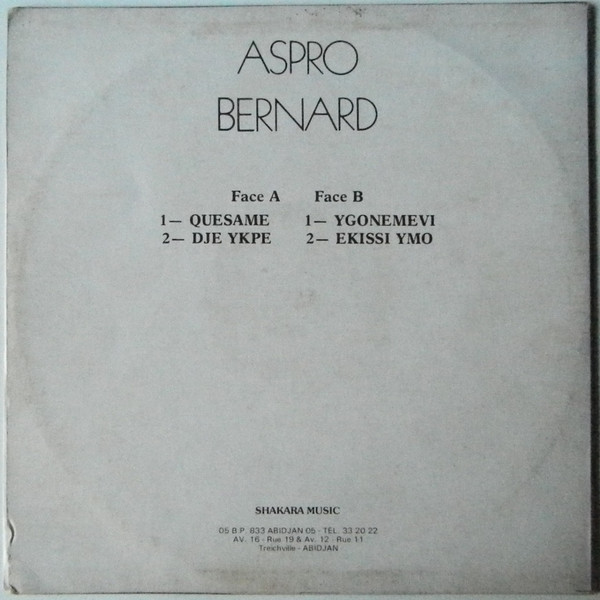 ASPRO
BERNARD
Face A Face B
1— QUESAME 1— YGONEMEVI
2— DJE YKPE 2— EKISSI YMO
SHAKARA MUSIC
05 B.P. 833 ABIDJAN 05 - TEL. 33 20 22
AV. 16 - Rue 19 & Av. 12 - Rue 11
Treichville - ABIDJAN